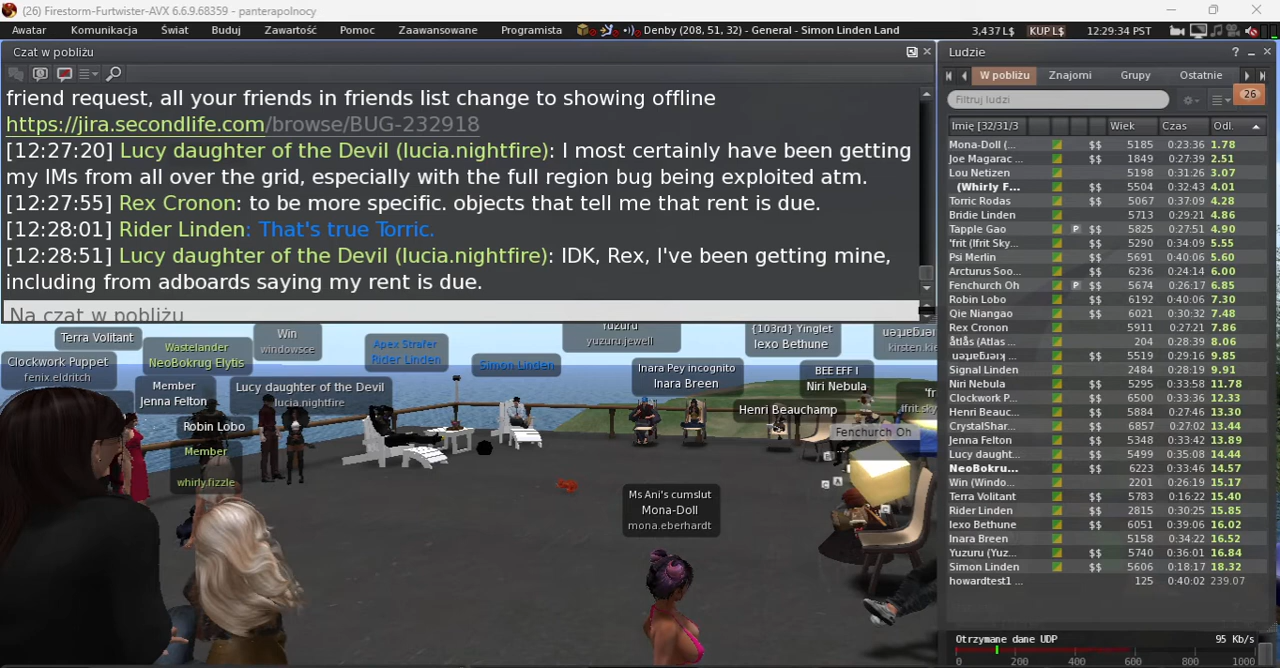 (26) Firestorm-Furtwister-AVX 6.6.9.68359 - panterapolnocy
Awatar Komunikacja Świat Buduj Zawartość Pomoc Zaawansowane Programista Denby (208, 51, 32) - General - Simon Linden Land 3,437 L$ KUP L$ 12:29:34 PST
Czat w pobliżu
friend request, all your friends in friends list change to showing offline
https://jira.secondlife.com/browse/BUG-232918
[12:27:20] Lucy daughter of the Devil (lucia.nightfire): I most certainly have been getting
my IMs from all over the grid, especially with the full region bug being exploited atm.
[12:27:55] Rex Cronon: to be more specific. objects that tell me that rent is due.
[12:28:01] Rider Linden: That's true Torric.
[12:28:51] Lucy daughter of the Devil (lucia.nightfire): IDK, Rex, I've been getting mine,
including from adboards saying my rent is due.
Na czat w pobliżu
Terra Volitant
Clockwork Puppet
fenix.eldritch
Wastelander
NeoBokrug Elytis
Win
windowsce
Apex Strafer
Rider Linden
Simon Linden
Yuzuru
yuzuru.jewell
{103rd} Yinglet
Iexo Bethune
kirsten kie
Member
Jenna Felton
Lucy daughter of the Devil
lucia.nightfire
Inara Pey incognito
Inara Breen
BEE EFF !
Niri Nebula
'fr
ifrit.sky
Henri Beauchamp
Robin Lobo
Fenchurch Oh
Member
whirly.fizzle
Ms Ani's cumslut
Mona-Doll
mona.eberhardt
Ludzie
W pobliżu Znajomi Grupy Ostatnie
26
Filtruj ludzi
Imię [32/31/3 Wiek Czas Odl.
Mona-Doll (... $$ 5185 0:23:36 1.78
Joe Magarac ... $$ 1849 0:27:39 2.51
Lou Netizen 5198 0:31:26 3.07
(Whirly F... $$ 5504 0:32:43 4.01
Torric Rodas $$ 5067 0:37:09 4.28
Bridie Linden 5713 0:29:21 4.86
Tapple Gao P $$ 5825 0:27:51 4.90
'frit (Ifrit Sky... $$ 5290 0:34:09 5.55
Psi Merlin $$ 5691 0:40:06 5.60
Arcturus Soo... $$ 6236 0:24:14 6.00
Fenchurch Oh P $$ 5674 0:26:17 6.85
Robin Lobo $$ 6192 0:40:06 7.30
Qie Niangao $$ 6021 0:30:32 7.48
Rex Cronon 5911 0:27:21 7.86
åtłås (Atlas ... 204 0:28:39 8.06
$$ 5519 0:29:16 9.85
Signal Linden 2484 0:28:19 9.91
Niri Nebula $$ 5295 0:33:58 11.78
Clockwork P... $$ 6500 0:33:36 12.33
Henri Beauc... $$ 5884 0:27:46 13.30
CrystalShar... $$ 6857 0:27:02 13.44
Jenna Felton $$ 5348 0:33:42 13.89
Lucy daught... $$ 5499 0:35:08 14.44
NeoBokru... $$ 6223 0:33:46 14.57
Win (Windo... 2201 0:26:19 15.17
Terra Volitant $$ 5783 0:16:22 15.40
Rider Linden $$ 2815 0:30:25 15.85
Iexo Bethune $$ 6051 0:39:06 16.02
Inara Breen 5158 0:34:22 16.52
Yuzuru (Yuz... $$ 5740 0:36:01 16.84
Simon Linden $$ 5606 0:18:17 18.32
howardtest1 ... 125 0:40:02 239.07
Otrzymane dane UDP 95 Kb/s
0 200 400 600 800 1000